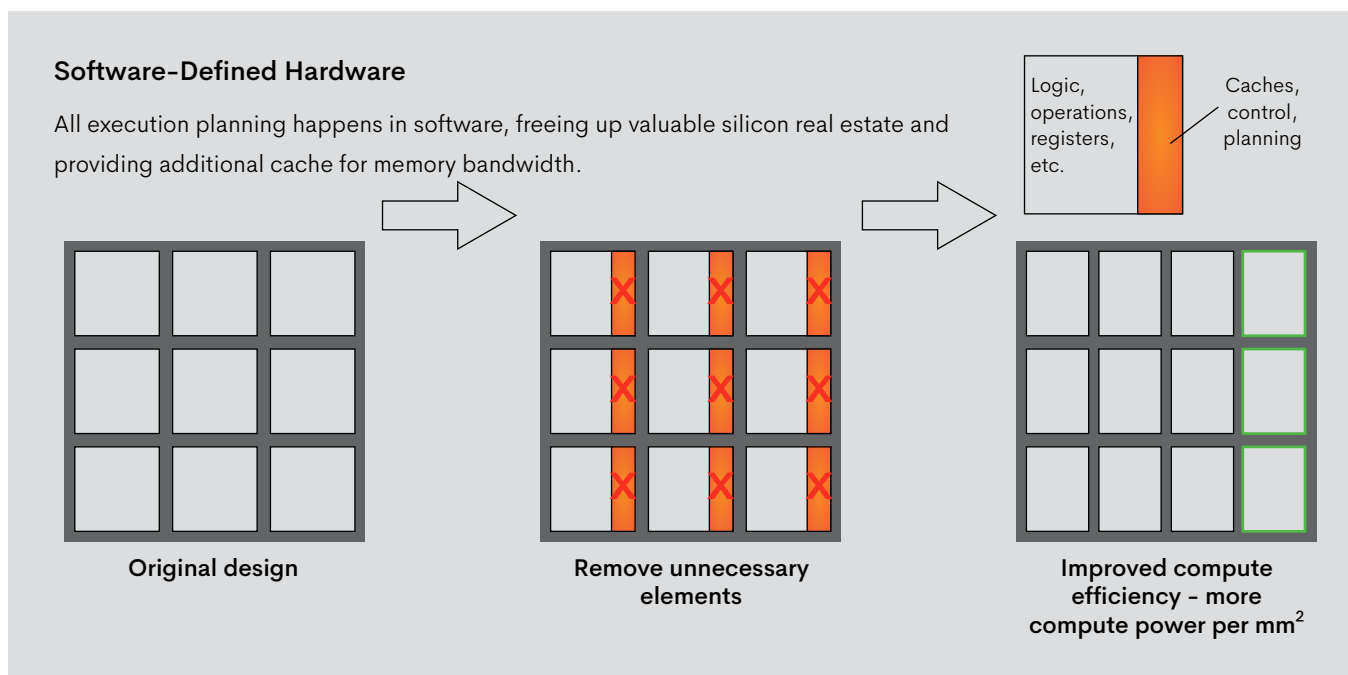 Software-Defined Hardware
All execution planning happens in software, freeing up valuable silicon real estate and
providing additional cache for memory bandwidth.
Logic,
operations,
registers,
etc.
Caches,
control,
planning
X X X
X X X
X X X
Original design
Remove unnecessary
elements
Improved compute
efficiency - more
compute power per mm²